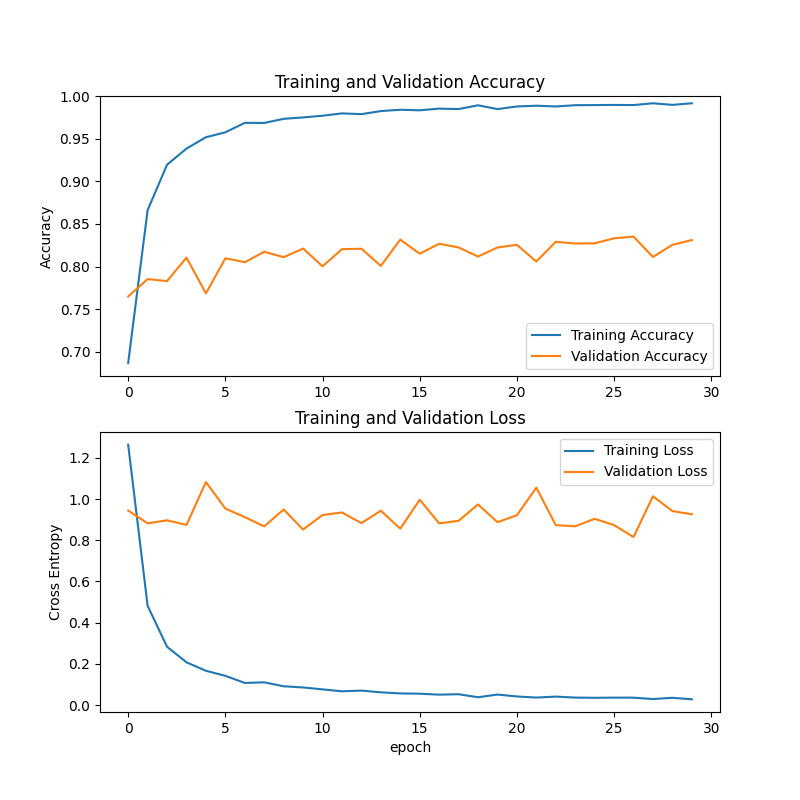 Training and Validation Accuracy
1.00
0.95
0.90
0.85
0.80
0.75
0.70
Accuracy
Training Accuracy
Validation Accuracy
0 5 10 15 20 25 30
Training and Validation Loss
1.2
1.0
0.8
0.6
0.4
0.2
0.0
Cross Entropy
Training Loss
Validation Loss
0 5 10 15 20 25 30
epoch